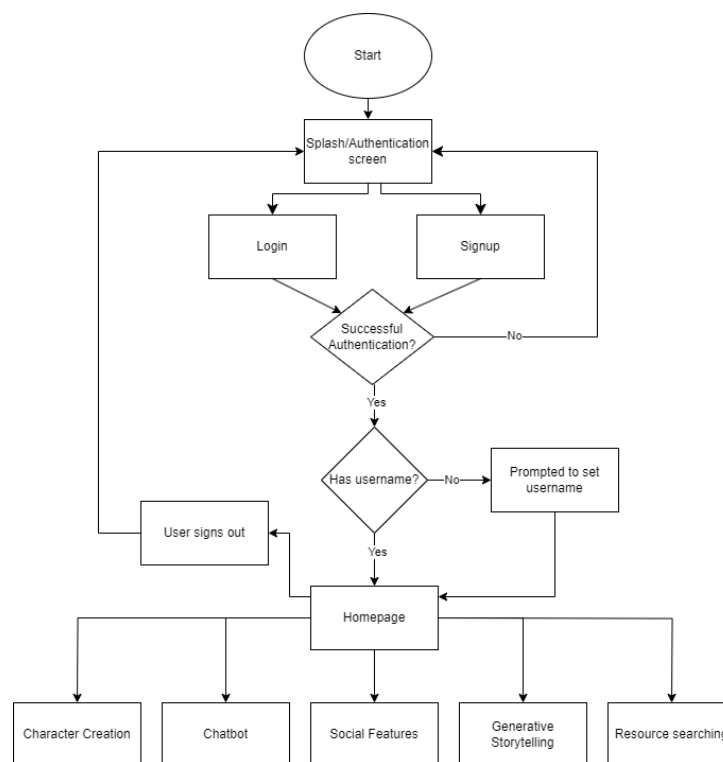 Start
Splash/Authentication
screen
Login
Signup
Successful
Authentication?
No
Yes
Has username?
No
Prompted to set
username
User signs out
Yes
Homepage
Character Creation
Chatbot
Social Features
Generative
Storytelling
Resource searching